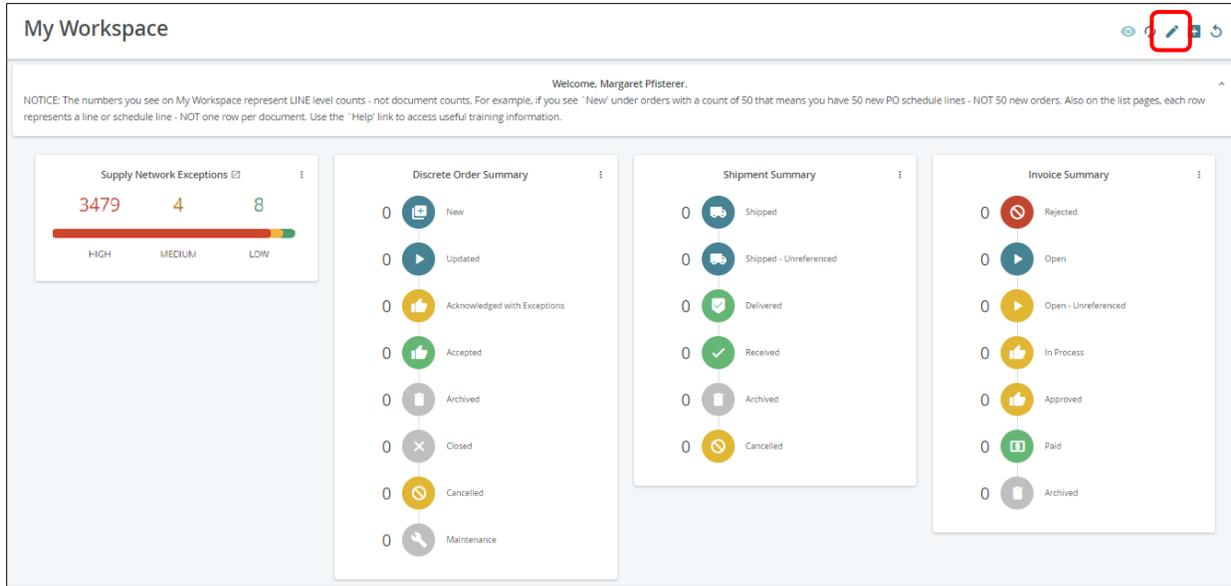 My Workspace
Welcome, Margaret Pfisterer.
NOTICE: The numbers you see on My Workspace represent LINE level counts - not document counts. For example, if you see `New' under orders with a count of 50 that means you have 50 new PO schedule lines - NOT 50 new orders. Also on the list pages, each row
represents a line or schedule line - NOT one row per document. Use the `Help' link to access useful training information.
Supply Network Exceptions
3479 4 8
HIGH MEDIUM LOW
Discrete Order Summary
0 New
0 Updated
0 Acknowledged with Exceptions
0 Accepted
0 Archived
0 Closed
0 Cancelled
0 Maintenance
Shipment Summary
0 Shipped
0 Shipped - Unreferenced
0 Delivered
0 Received
0 Archived
0 Cancelled
Invoice Summary
0 Rejected
0 Open
0 Open - Unreferenced
0 In Process
0 Approved
0 Paid
0 Archived